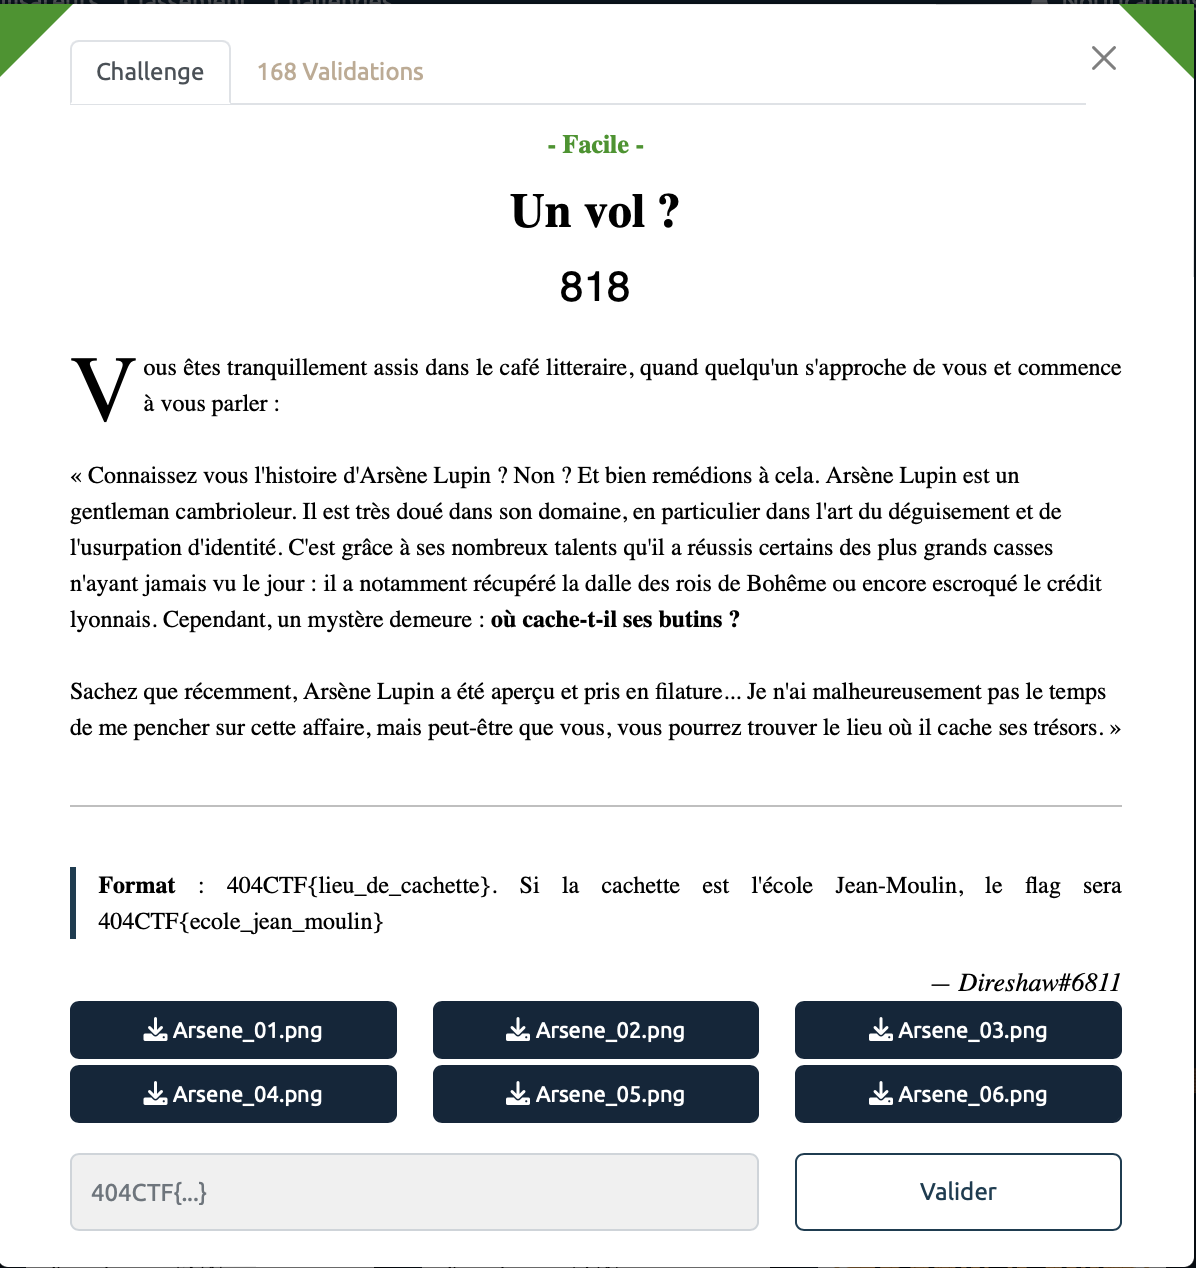 Challenge
168 Validations
- Facile -
Un vol ?
818
Vous êtes tranquillement assis dans le café litteraire, quand quelqu'un s'approche de vous et commence
à vous parler :
« Connaissez vous l'histoire d'Arsène Lupin ? Non ? Et bien remédions à cela. Arsène Lupin est un
gentleman cambrioleur. Il est très doué dans son domaine, en particulier dans l'art du déguisement et de
l'usurpation d'identité. C'est grâce à ses nombreux talents qu'il a réussis certains des plus grands casses
n'ayant jamais vu le jour : il a notamment récupéré la dalle des rois de Bohême ou encore escroqué le crédit
lyonnais. Cependant, un mystère demeure : où cache-t-il ses butins ?
Sachez que récemment, Arsène Lupin a été aperçu et pris en filature... Je n'ai malheureusement pas le temps
de me pencher sur cette affaire, mais peut-être que vous, vous pourrez trouver le lieu où il cache ses trésors. »
Format : 404CTF{lieu_de_cachette}. Si la cachette est l'école Jean-Moulin, le flag sera
404CTF{ecole_jean_moulin}
— Direshaw#6811
Arsene_01.png
Arsene_02.png
Arsene_03.png
Arsene_04.png
Arsene_05.png
Arsene_06.png
404CTF{...}
Valider